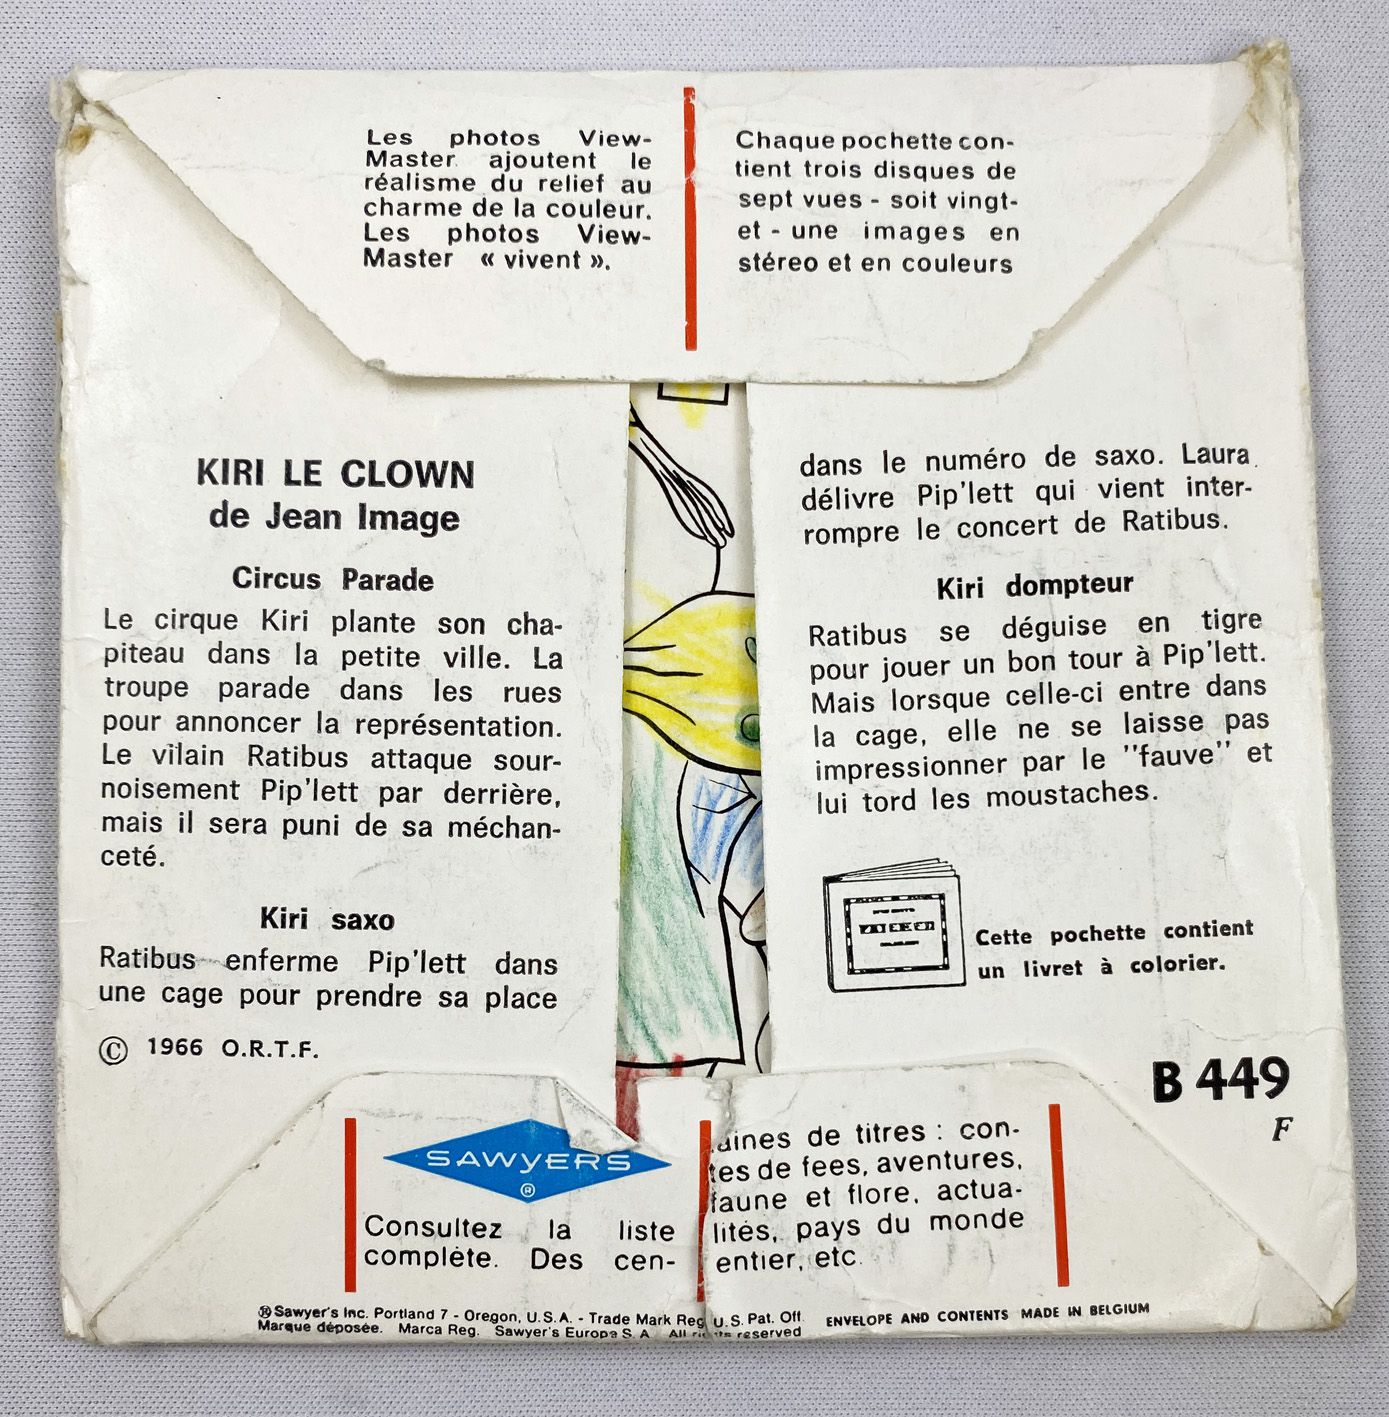 Les photos View-
Master ajoutent le
réalisme du relief au
charme de la couleur.
Les photos View-
Master « vivent ».
Chaque pochette con-
tient trois disques de
sept vues - soit vingt-
et - une images en
stéreo et en couleurs
KIRI LE CLOWN
de Jean Image
Circus Parade
Le cirque Kiri plante son cha-
piteau dans la petite ville. La
troupe parade dans les rues
pour annoncer la représentation.
Le vilain Ratibus attaque sour-
noisement Pip'lett par derrière,
mais il sera puni de sa méchan-
ceté.
Kiri saxo
Ratibus enferme Pip'lett dans
une cage pour prendre sa place
© 1966 O.R.T.F.
dans le numéro de saxo. Laura
délivre Pip'lett qui vient inter-
rompre le concert de Ratibus.
Kiri dompteur
Ratibus se déguise en tigre
pour jouer un bon tour à Pip'lett.
Mais lorsque celle-ci entre dans
la cage, elle ne se laisse pas
impressionner par le "fauve" et
lui tord les moustaches.
Cette pochette contient
un livret à colorier.
B 449
F
SAWYERS
®
Consultez la liste
complète. Des cen-
taines de titres : con-
tes de fees, aventures,
faune et flore, actua-
lités, pays du monde
entier, etc.
® Sawyer's Inc. Portland 7 - Oregon, U.S.A. - Trade Mark Reg. U.S. Pat. Off.
Marque déposée. Marca Reg. Sawyer's Europa S.A. All rights reserved
ENVELOPE AND CONTENTS MADE IN BELGIUM